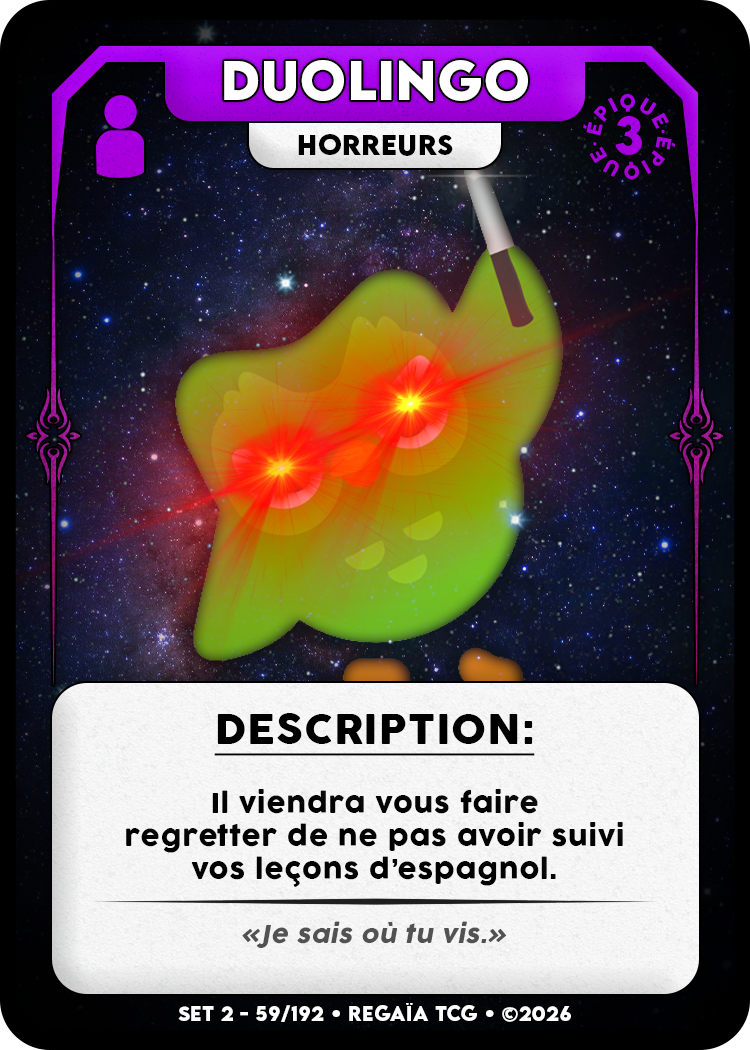 DUOLINGO
HORREURS
ÉPIQUE · ÉPIQUE ·
3
DESCRIPTION:
Il viendra vous faire
regretter de ne pas avoir suivi
vos leçons d'espagnol.
«Je sais où tu vis.»
SET 2 - 59/192 • REGAÏA TCG • ©2026